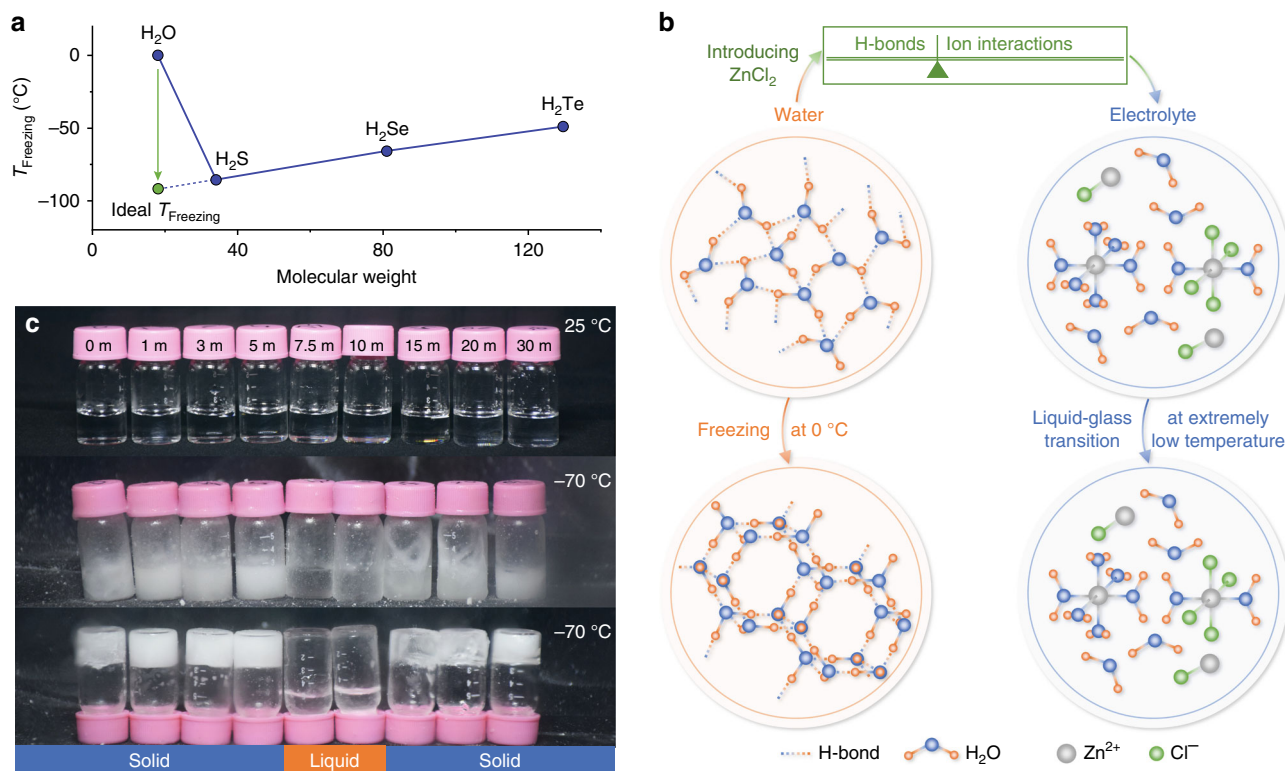 a
H₂O
0
−50
−100
T_Freezing (°C)
H₂S
H₂Se
H₂Te
Ideal T_Freezing
0
40
80
120
Molecular weight
b
Introducing
ZnCl₂
H-bonds
Ion interactions
Water
Electrolyte
Freezing
at 0 °C
Liquid-glass
transition
at extremely
low temperature
H-bond
H₂O
Zn²⁺
Cl⁻
c
25 °C
0 m
1 m
3 m
5 m
7.5 m
10 m
15 m
20 m
30 m
−70 °C
−70 °C
Solid
Liquid
Solid